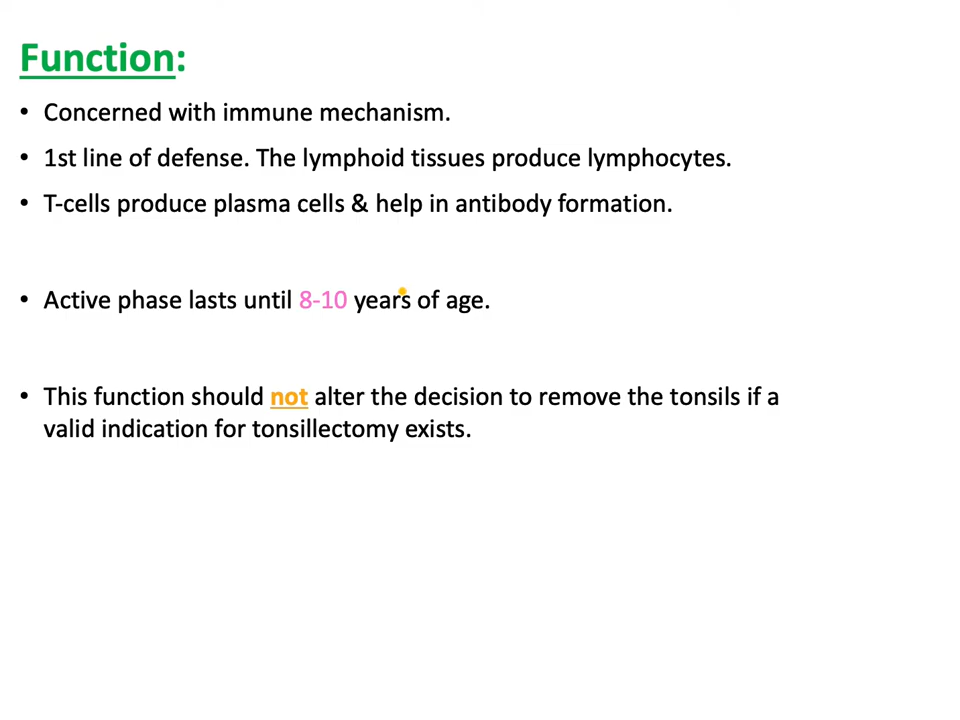 Function:
• Concerned with immune mechanism.
• 1st line of defense. The lymphoid tissues produce lymphocytes.
• T-cells produce plasma cells & help in antibody formation.
• Active phase lasts until 8-10 years of age.
• This function should not alter the decision to remove the tonsils if a
valid indication for tonsillectomy exists.